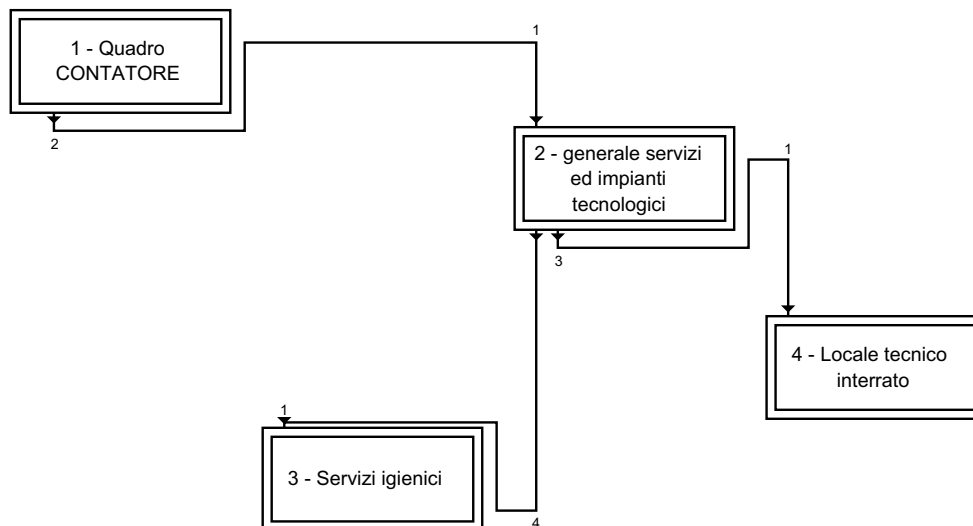 1
1 - Quadro
CONTATORE
2
2 - generale servizi
ed impianti
tecnologici
1
3
4 - Locale tecnico
interrato
1
3 - Servizi igienici
4